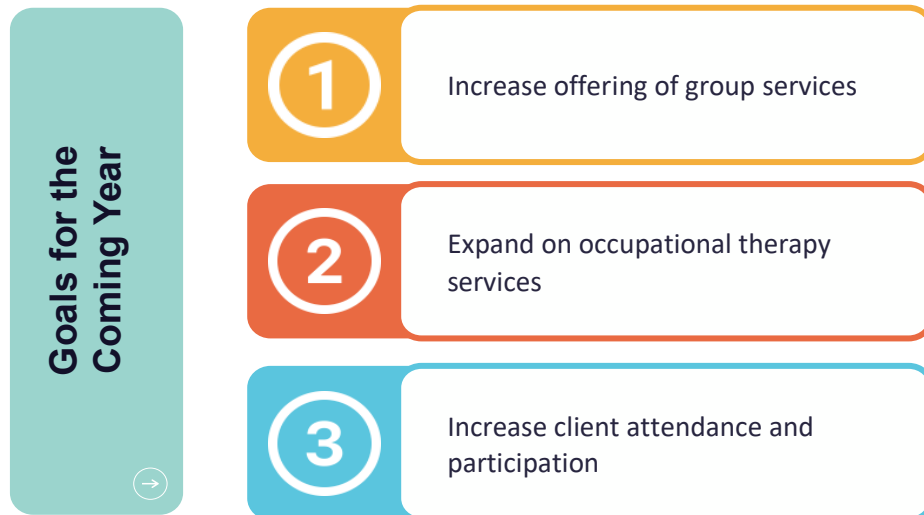 Goals for the
Coming Year
1
Increase offering of group services
2
Expand on occupational therapy
services
3
Increase client attendance and
participation